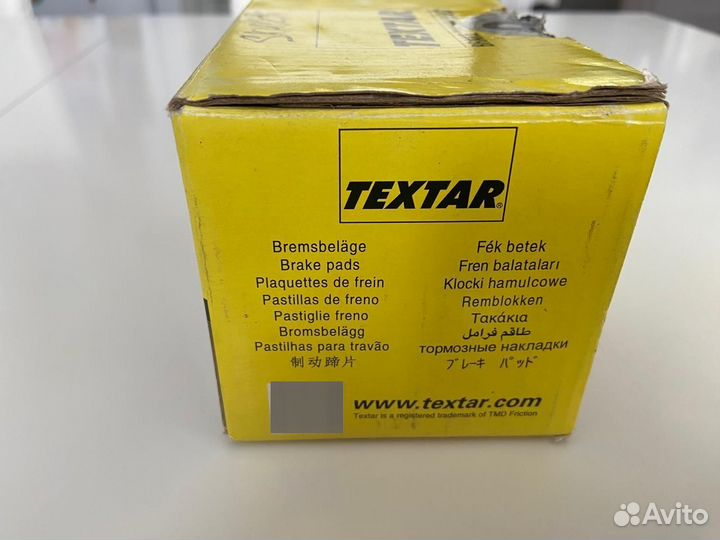 TEXTAR
TEXTAR®
Bremsbeläge
Brake pads
Plaquettes de frein
Pastillas de freno
Pastiglie freno
Bromsbelägg
Pastilhas para travão
制动蹄片
Fék betek
Fren balataları
Klocki hamulcowe
Remblokken
Τακάκια
طاقم فرامل
тормозные накладки
ブレーキ パッド
www.textar.com
Textar is a registered trademark of TMD Friction
Avito